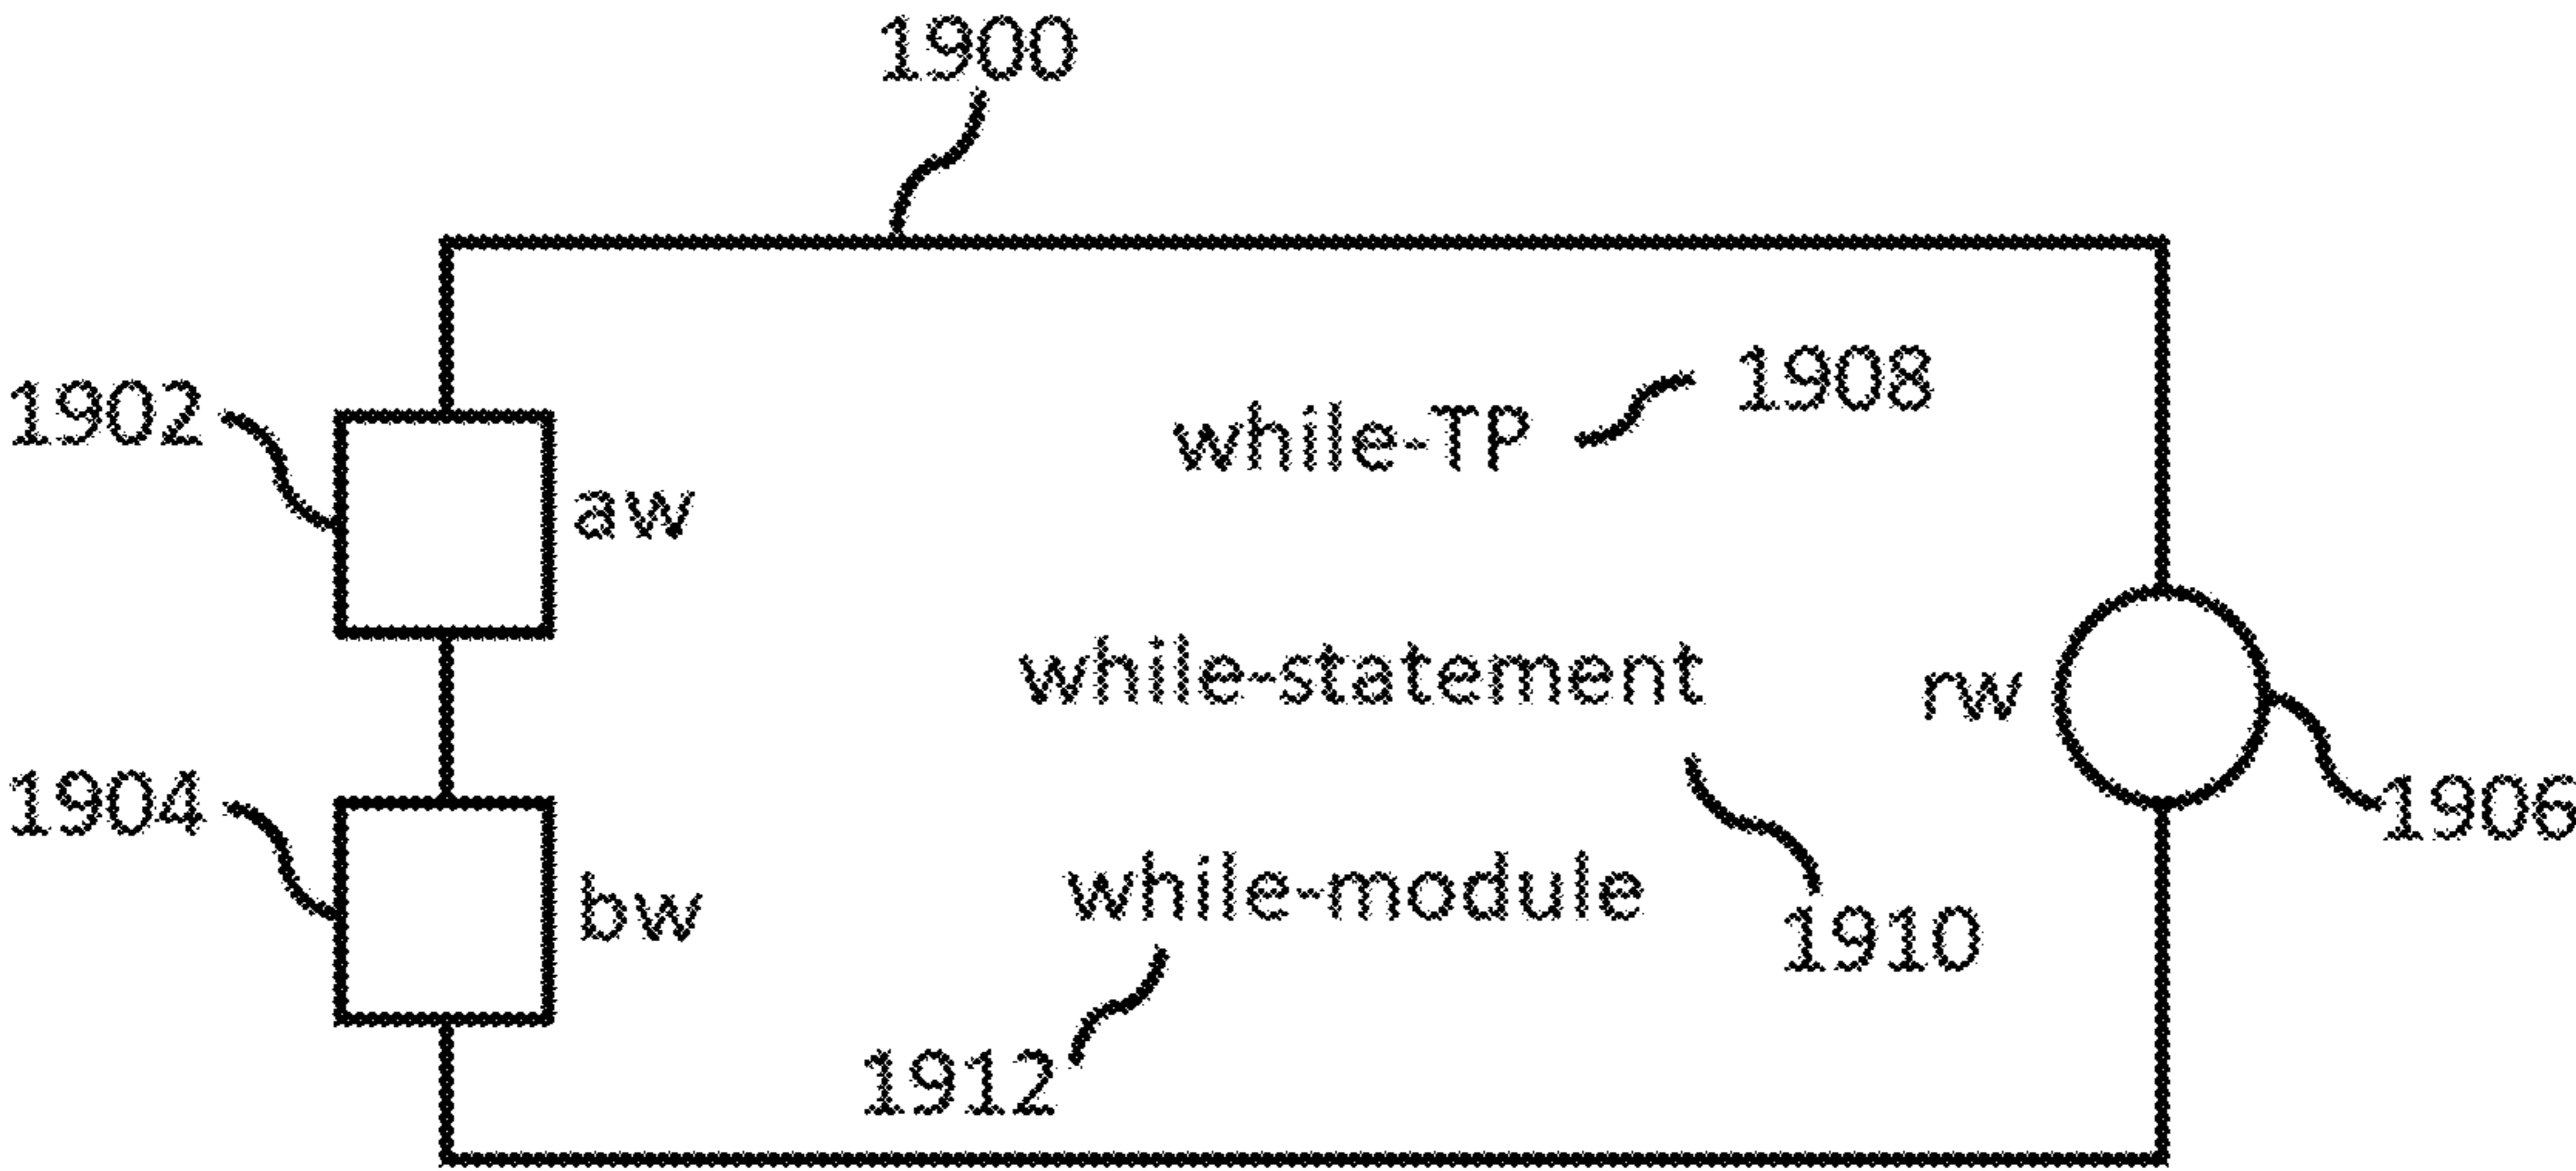 1900
1902
while-TP
1908
aw
while-statement
rw
1904
1906
bw
while-module
1910
1912